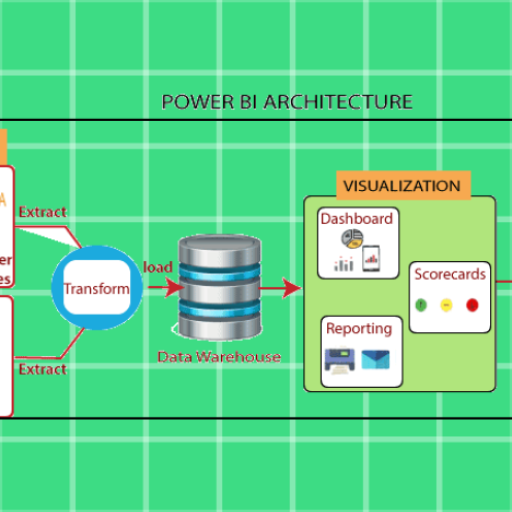 POWER BI ARCHITECTURE
A
Extract
er
es
Transform
load
Extract
Data Warehouse
VISUALIZATION
Dashboard
Scorecards
Reporting